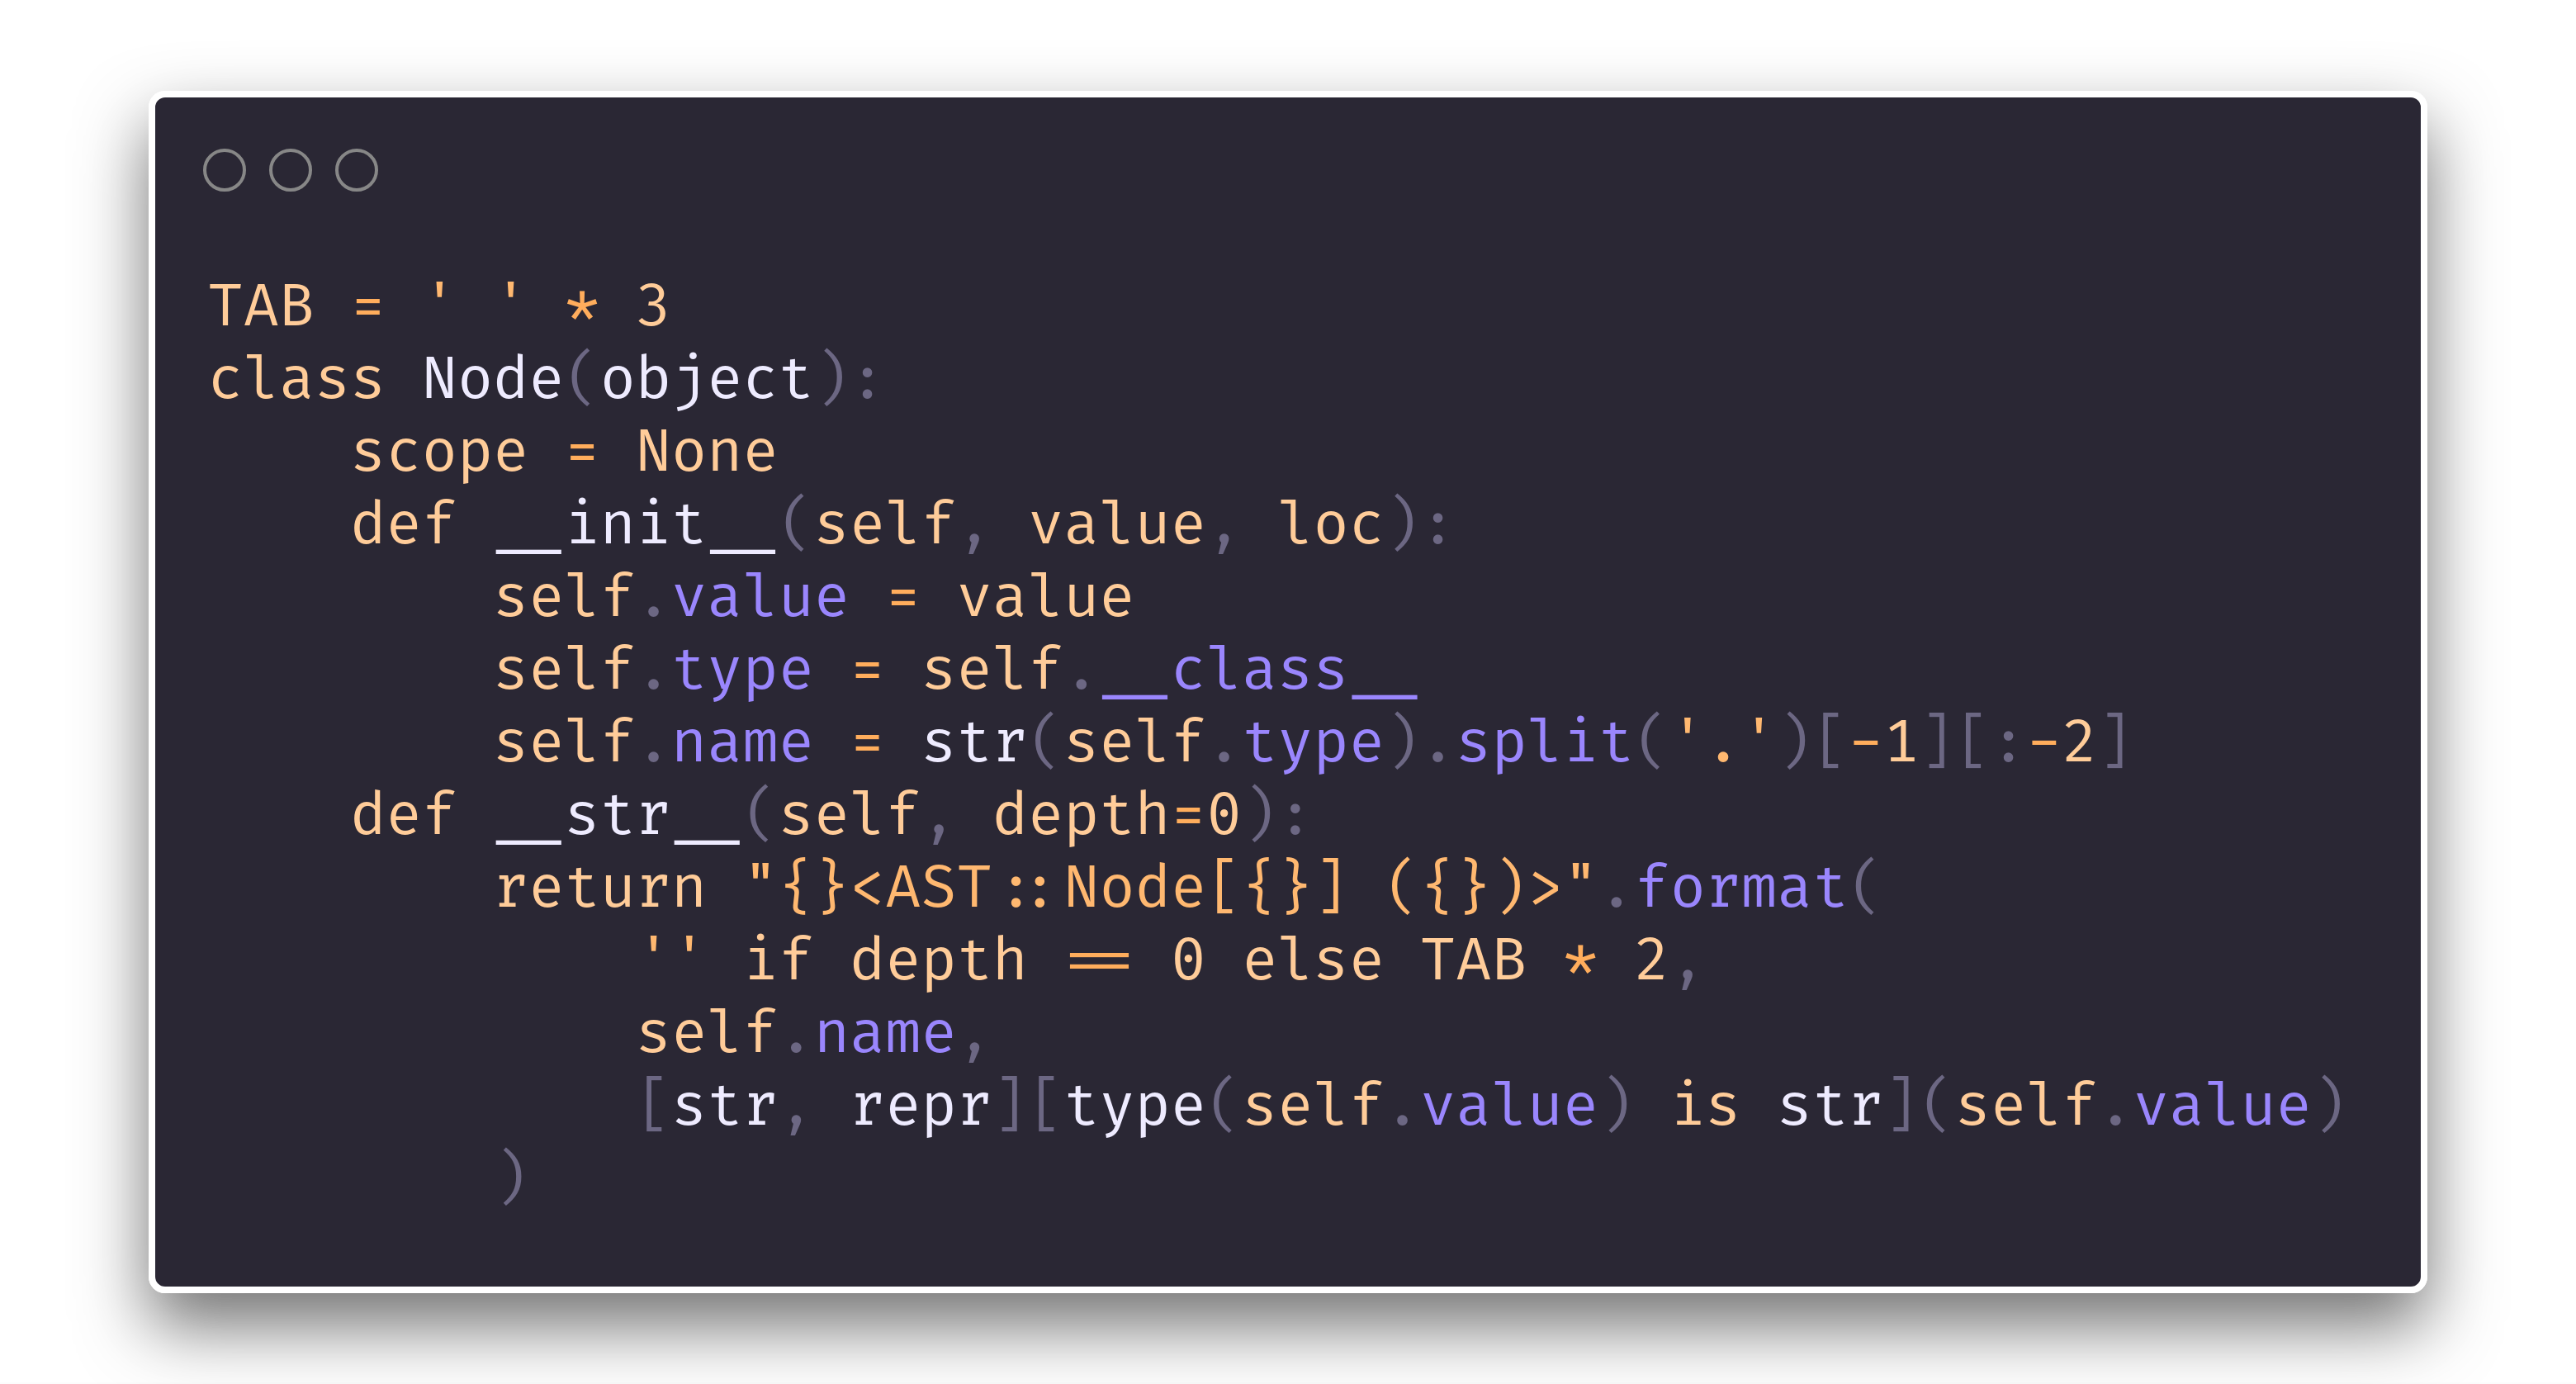 TAB = ' ' * 3
class Node(object):
    scope = None
    def __init__(self, value, loc):
        self.value = value
        self.type = self.__class__
        self.name = str(self.type).split('.')[-1][:-2]
    def __str__(self, depth=0):
        return "{}<AST::Node[{}] ({})>".format(
            '' if depth == 0 else TAB * 2,
            self.name,
            [str, repr][type(self.value) is str](self.value)
        )